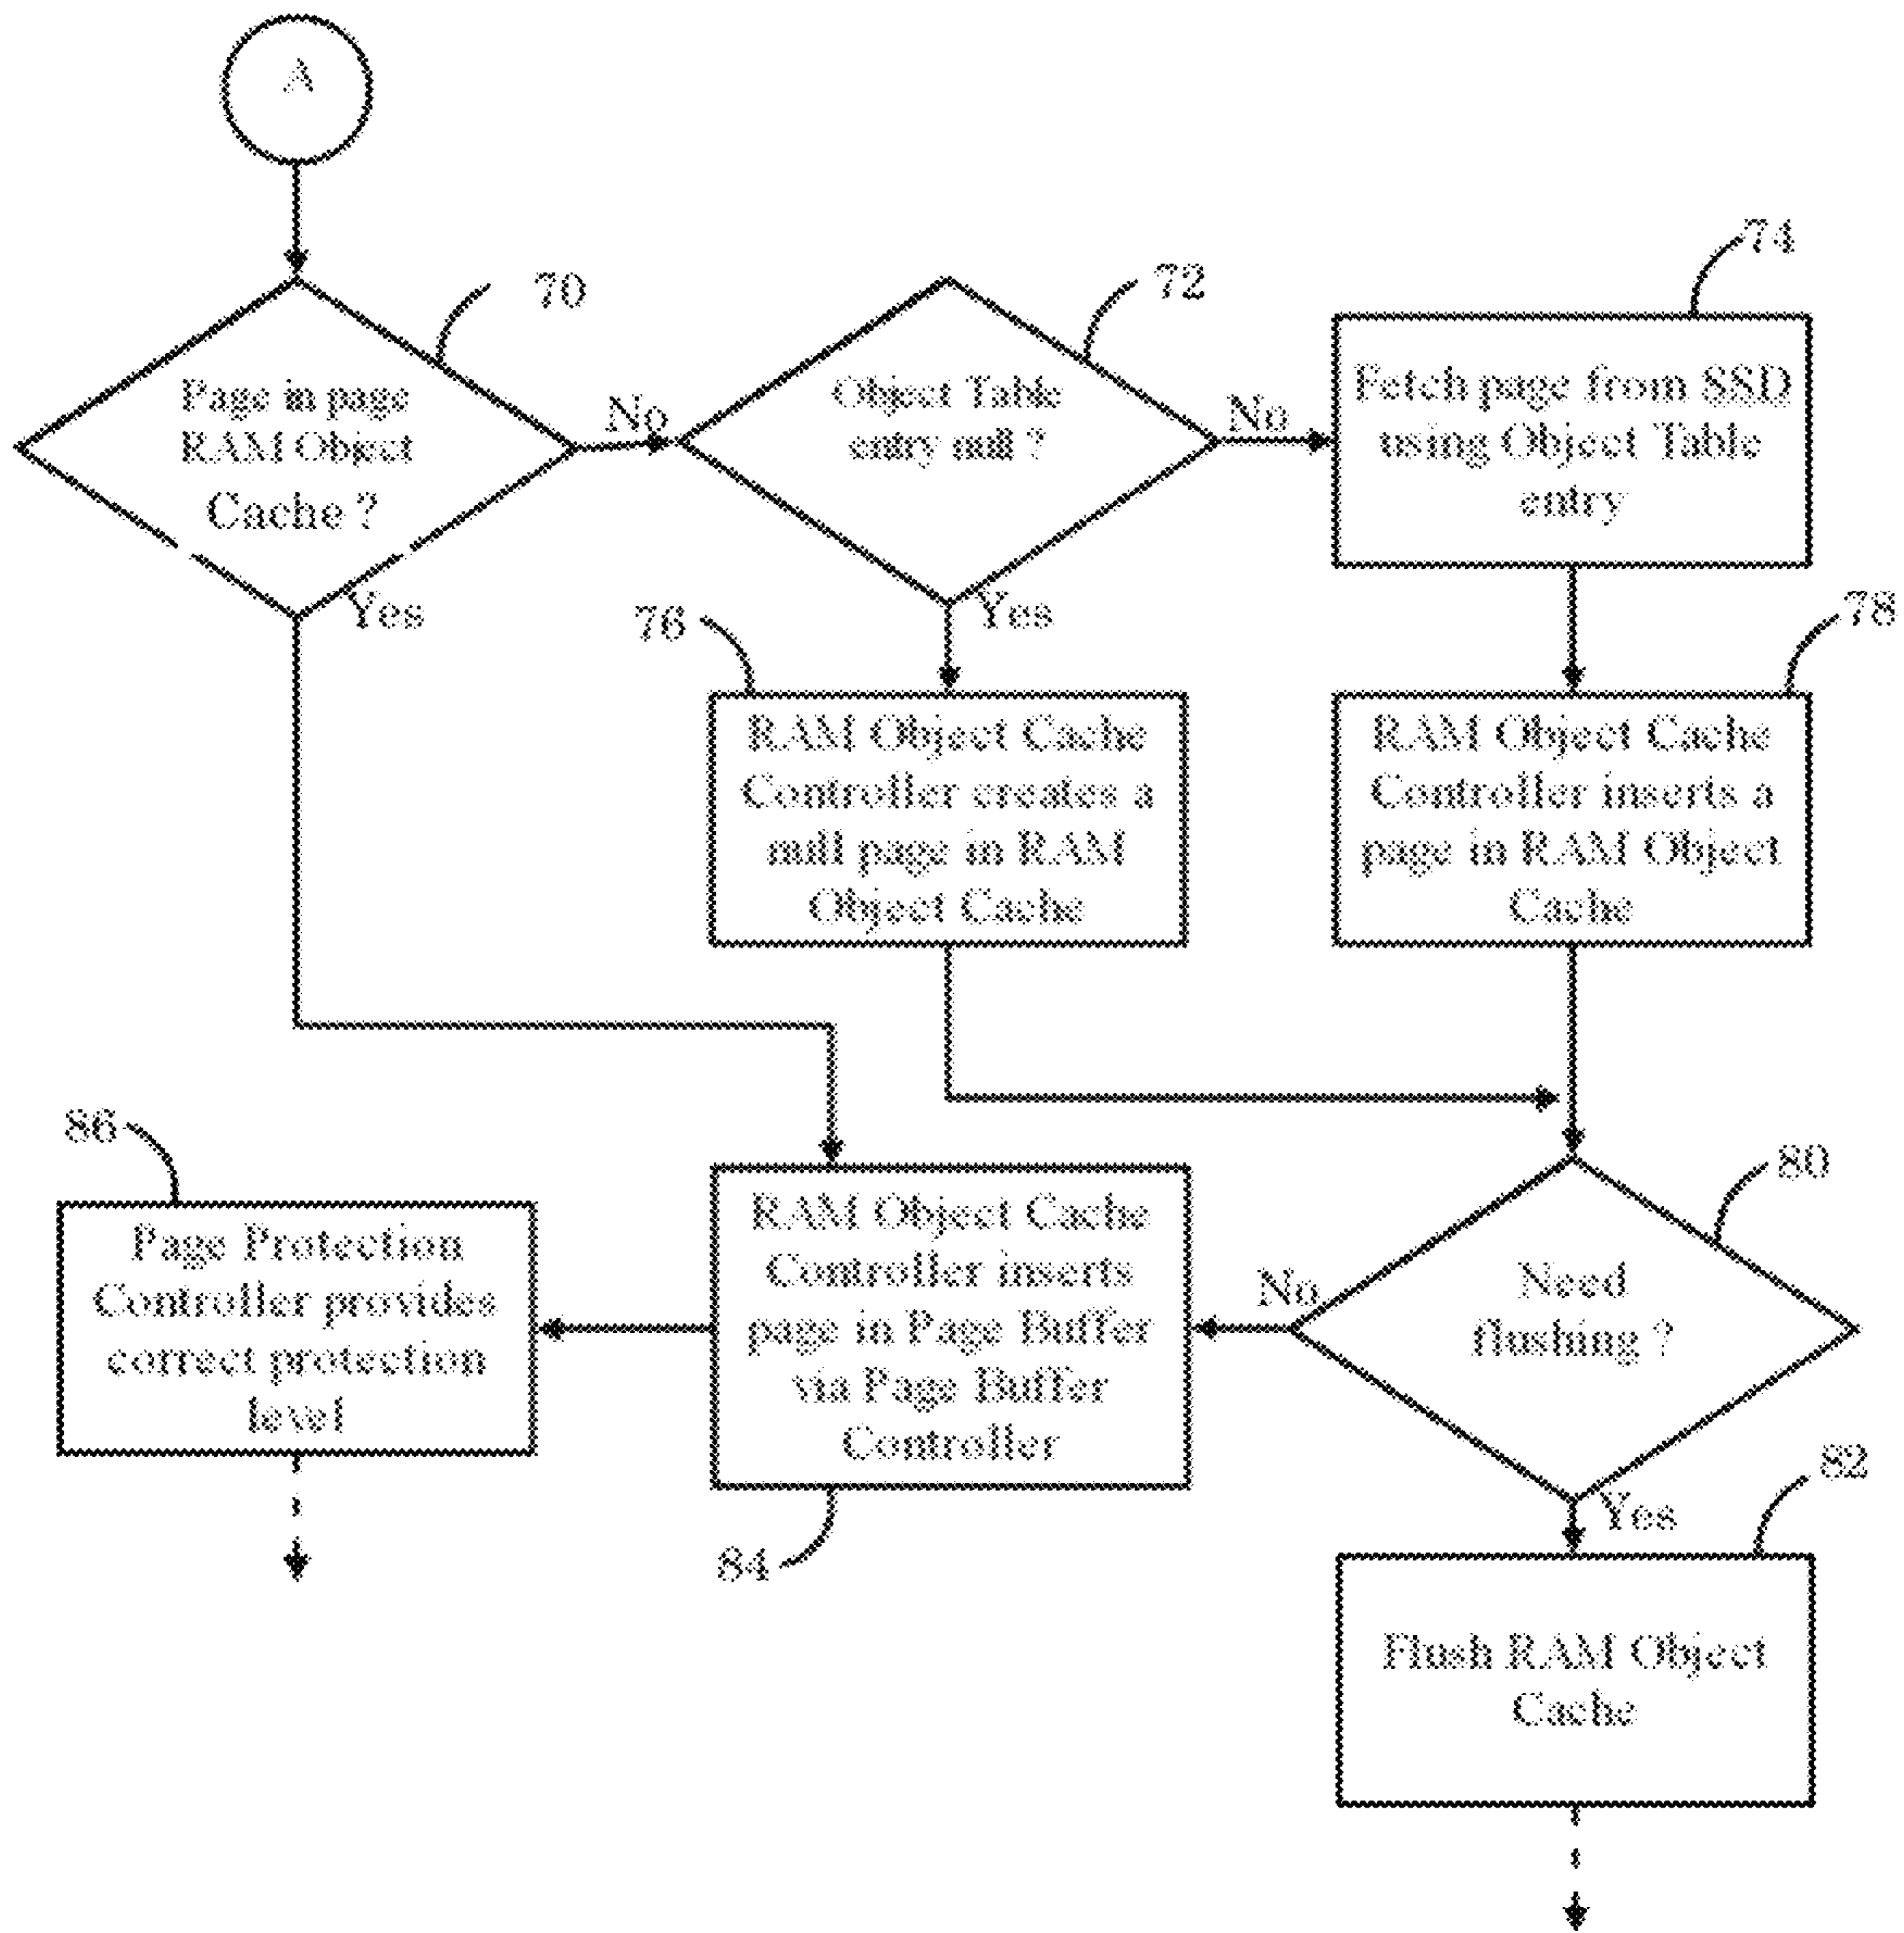 A
70
Page in page
RAM Object
Cache ?
No
Yes
72
Object Table
entry null ?
No
Yes
74
Fetch page from SSD
using Object Table
entry
76
RAM Object Cache
Controller creates a
null page in RAM
Object Cache
78
RAM Object Cache
Controller inserts a
page in RAM Object
Cache
86
Page Protection
Controller provides
correct protection
level
RAM Object Cache
Controller inserts
page in Page Buffer
via Page Buffer
Controller
84
80
Need
flushing ?
No
Yes
82
Flush RAM Object
Cache